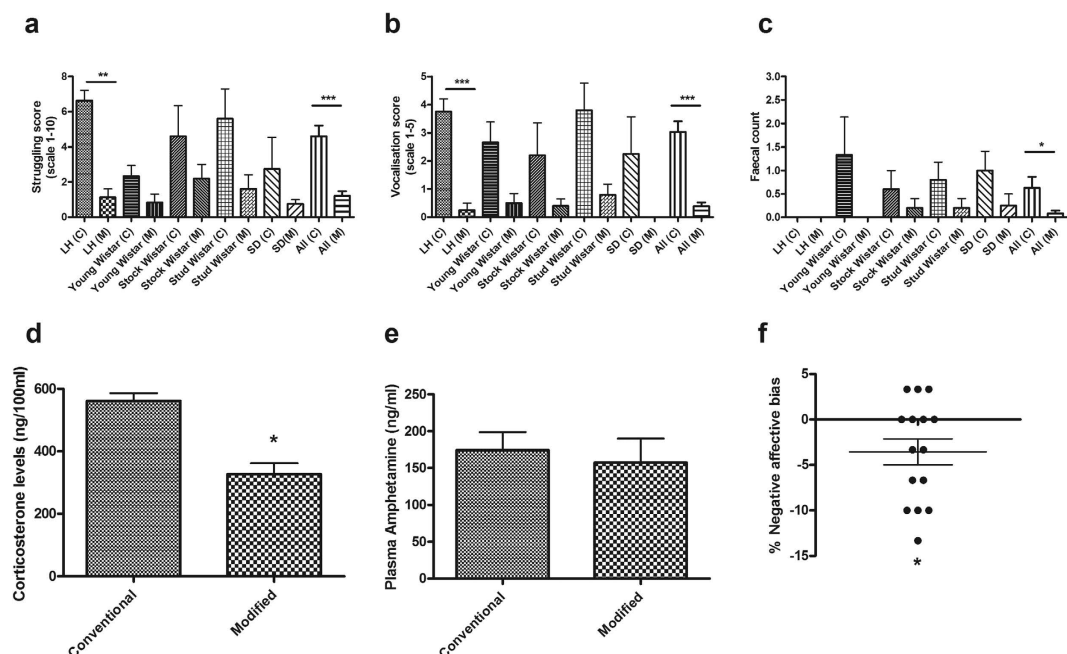 a
Struggling score
(scale 1-10)
8
6
4
2
0
**
***
LH (C)
LH (M)
Young Wistar (C)
Young Wistar (M)
Stock Wistar (C)
Stock Wistar (M)
Stud Wistar (C)
Stud Wistar (M)
SD (C)
SD(M)
All (C)
All (M)
b
Vocalisation score
(scale 1-5)
5
4
3
2
1
0
***
***
LH (C)
LH (M)
Young Wistar (C)
Young Wistar (M)
Stock Wistar (C)
Stock Wistar (M)
Stud Wistar (C)
Stud Wistar (M)
SD (C)
SD (M)
All (C)
All (M)
c
Faecal count
3.0
2.5
2.0
1.5
1.0
0.5
0.0
*
LH (C)
LH (M)
Young Wistar (C)
Young Wistar (M)
Stock Wistar (C)
Stock Wistar (M)
Stud Wistar (C)
Stud Wistar (M)
SD (C)
SD (M)
All (C)
All (M)
d
Corticosterone levels (ng/100ml)
600
400
200
0
*
Conventional
Modified
e
Plasma Amphetamine (ng/ml)
250
200
150
100
50
0
Conventional
Modified
f
% Negative affective bias
5
0
-5
-10
-15
*